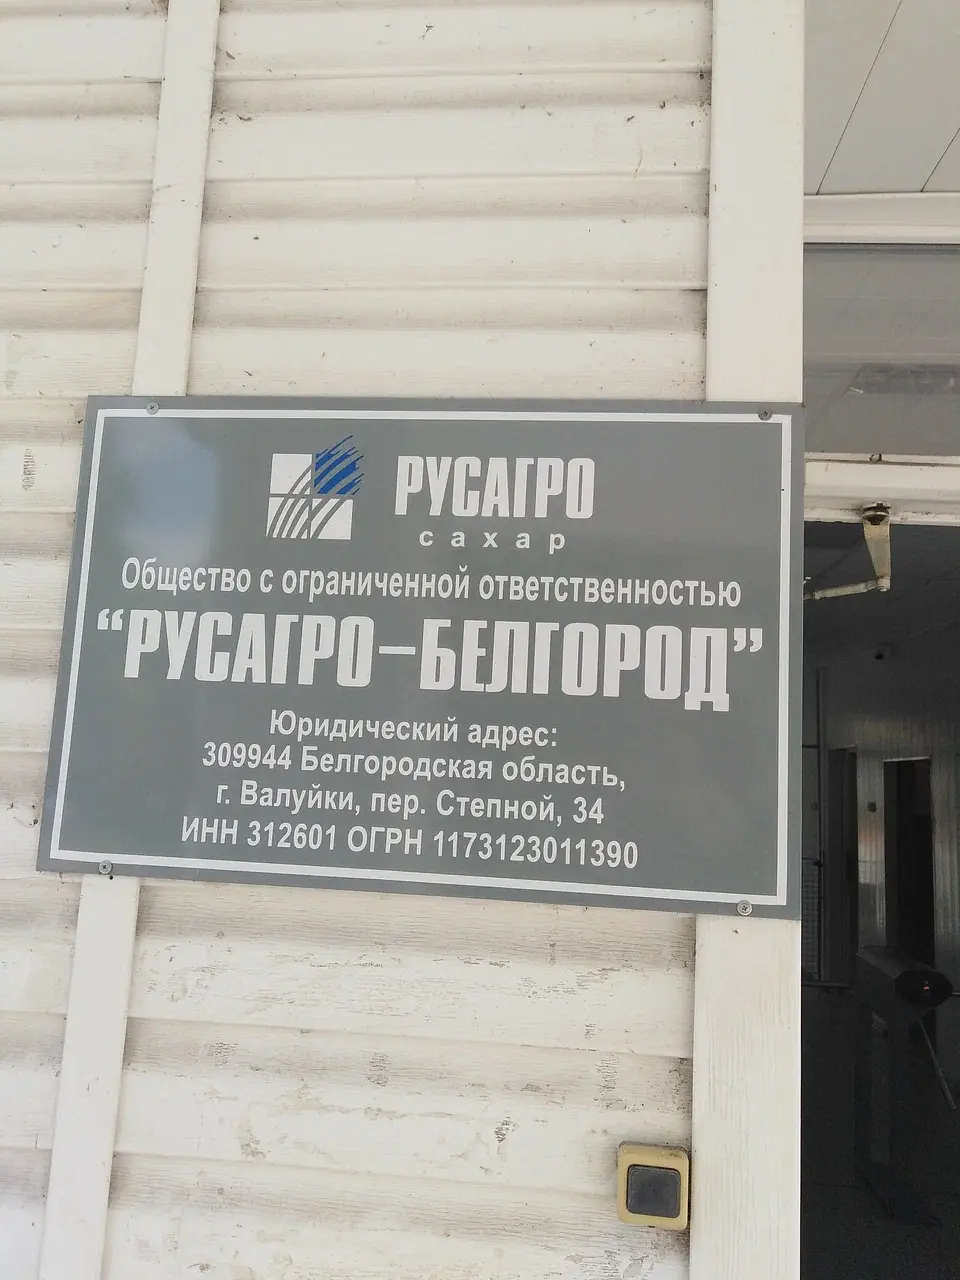 РУСАГРО
сахар
Общество с ограниченной ответственностью
“РУСАГРО–БЕЛГОРОД”
Юридический адрес:
309944 Белгородская область,
г. Валуйки, пер. Степной, 34
ИНН 312601 ОГРН 1173123011390